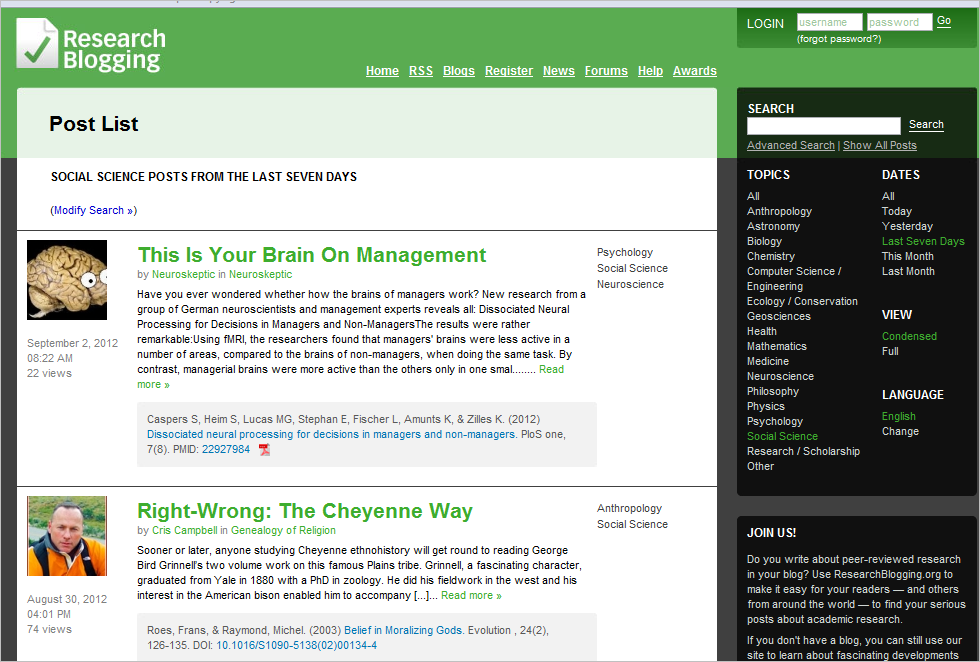 LOGIN
username
password
Go
(forgot password?)
Research
Blogging
Home RSS Blogs Register News Forums Help Awards
Post List
SOCIAL SCIENCE POSTS FROM THE LAST SEVEN DAYS
(Modify Search »)
This Is Your Brain On Management
by Neuroskeptic in Neuroskeptic
Have you ever wondered whether how the brains of managers work? New research from a
group of German neuroscientists and management experts reveals all: Dissociated Neural
Processing for Decisions in Managers and Non-ManagersThe results were rather
remarkable:Using fMRI, the researchers found that managers' brains were less active in a
number of areas, compared to the brains of non-managers, when doing the same task. By
contrast, managerial brains were more active than the others only in one smal........ Read
more »
Psychology
Social Science
Neuroscience
September 2, 2012
08:22 AM
22 views
Caspers S, Heim S, Lucas MG, Stephan E, Fischer L, Amunts K, & Zilles K. (2012)
Dissociated neural processing for decisions in managers and non-managers. PloS one,
7(8). PMID: 22927984
Right-Wrong: The Cheyenne Way
by Cris Campbell in Genealogy of Religion
Sooner or later, anyone studying Cheyenne ethnohistory will get round to reading George
Bird Grinnell's two volume work on this famous Plains tribe. Grinnell, a fascinating character,
graduated from Yale in 1880 with a PhD in zoology. He did his fieldwork in the west and his
interest in the American bison enabled him to accompany [...]... Read more »
Anthropology
Social Science
August 30, 2012
04:01 PM
74 views
Roes, Frans, & Raymond, Michel. (2003) Belief in Moralizing Gods. Evolution , 24(2),
126-135. DOI: 10.1016/S1090-5138(02)00134-4
SEARCH
Search
Advanced Search | Show All Posts
TOPICS
All
Anthropology
Astronomy
Biology
Chemistry
Computer Science /
Engineering
Ecology / Conservation
Geosciences
Health
Mathematics
Medicine
Neuroscience
Philosophy
Physics
Psychology
Social Science
Research / Scholarship
Other
DATES
All
Today
Yesterday
Last Seven Days
This Month
Last Month
VIEW
Condensed
Full
LANGUAGE
English
Change
JOIN US!
Do you write about peer-reviewed research
in your blog? Use ResearchBlogging.org to
make it easy for your readers — and others
from around the world — to find your serious
posts about academic research.
If you don't have a blog, you can still use our
site to learn about fascinating developments